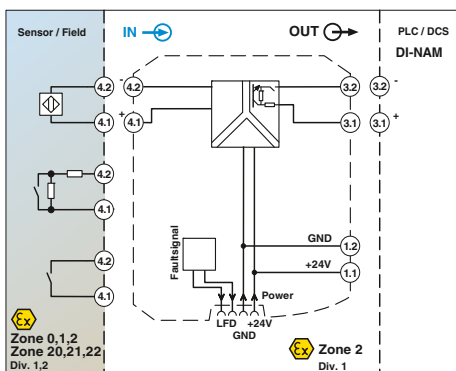 Sensor / Field
IN
OUT
PLC / DCS
DI-NAM
4.2
-
4.2
3.2
3.2
-
4.1
+
4.1
3.1
3.1
+
4.2
4.1
Faultsignal
GND
1.2
+24V
1.1
4.2
4.1
Power
LFD
+24V
GND
Ex
Zone 0,1,2
Zone 20,21,22
Div. 1,2
Ex
Zone 2
Div. 1